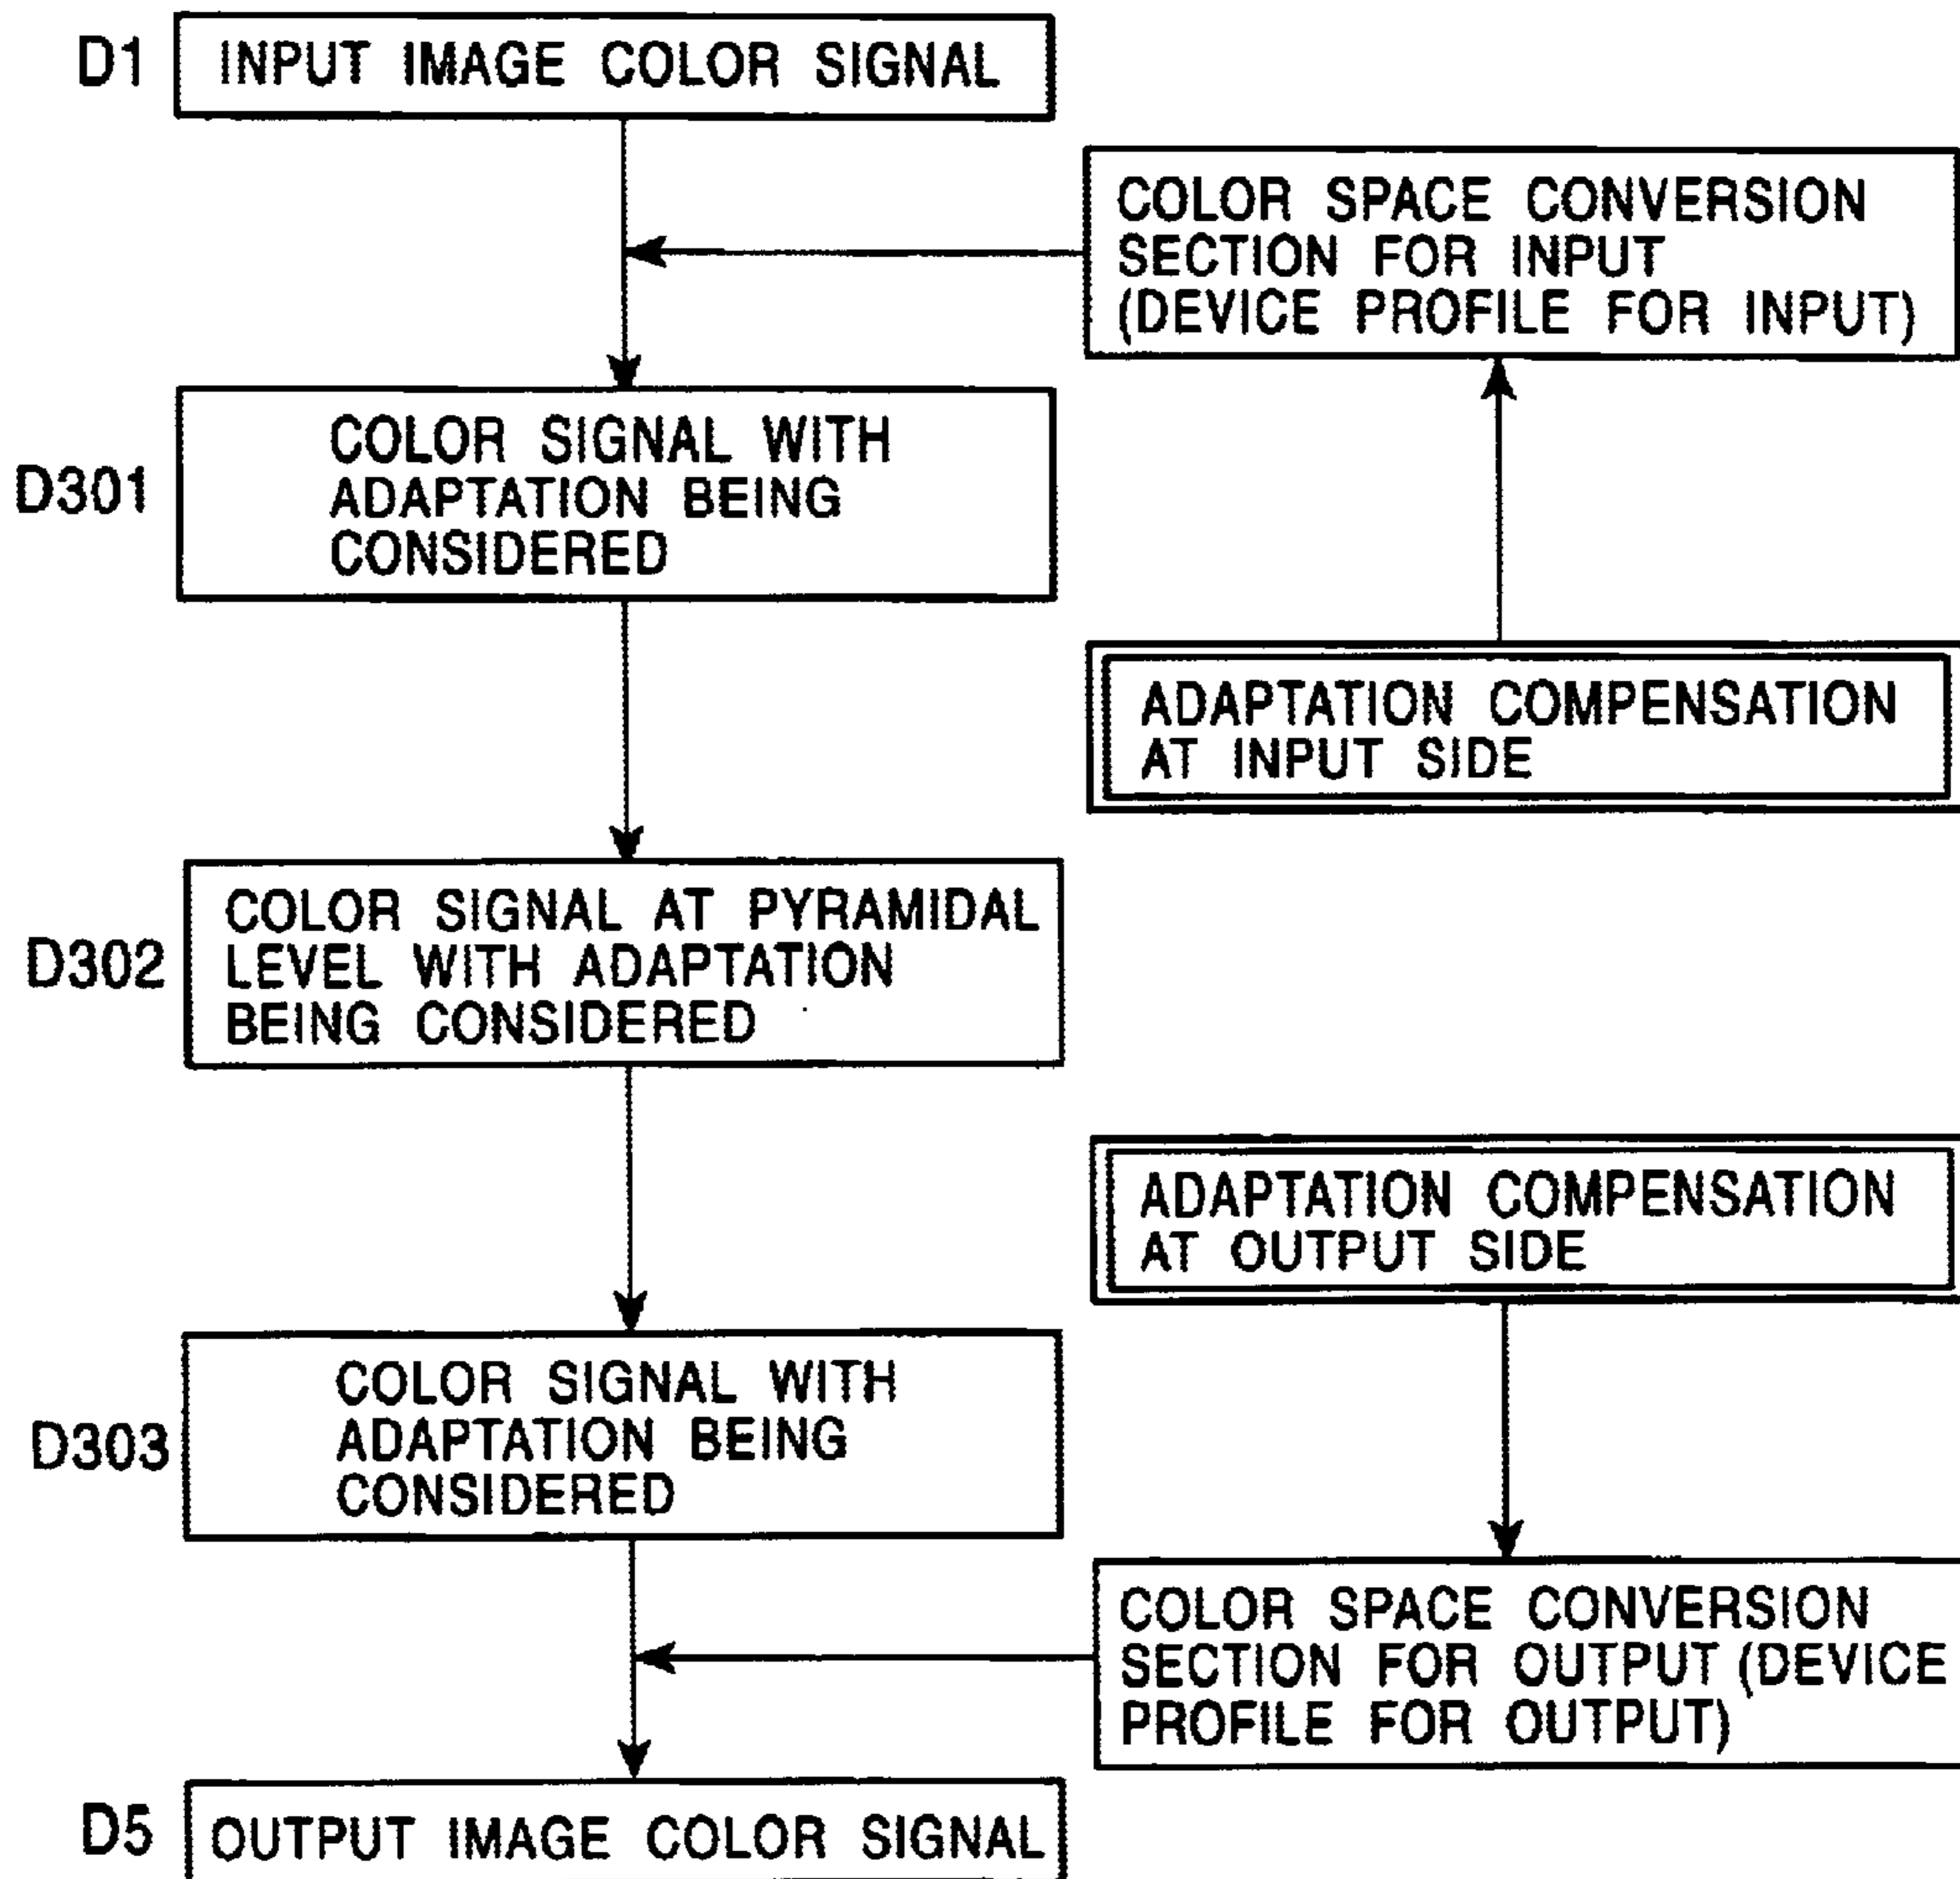 D1
INPUT IMAGE COLOR SIGNAL
COLOR SPACE CONVERSION
SECTION FOR INPUT
(DEVICE PROFILE FOR INPUT)
D301
COLOR SIGNAL WITH
ADAPTATION BEING
CONSIDERED
ADAPTATION COMPENSATION
AT INPUT SIDE
D302
COLOR SIGNAL AT PYRAMIDAL
LEVEL WITH ADAPTATION
BEING CONSIDERED
ADAPTATION COMPENSATION
AT OUTPUT SIDE
D303
COLOR SIGNAL WITH
ADAPTATION BEING
CONSIDERED
COLOR SPACE CONVERSION
SECTION FOR OUTPUT (DEVICE
PROFILE FOR OUTPUT)
D5
OUTPUT IMAGE COLOR SIGNAL